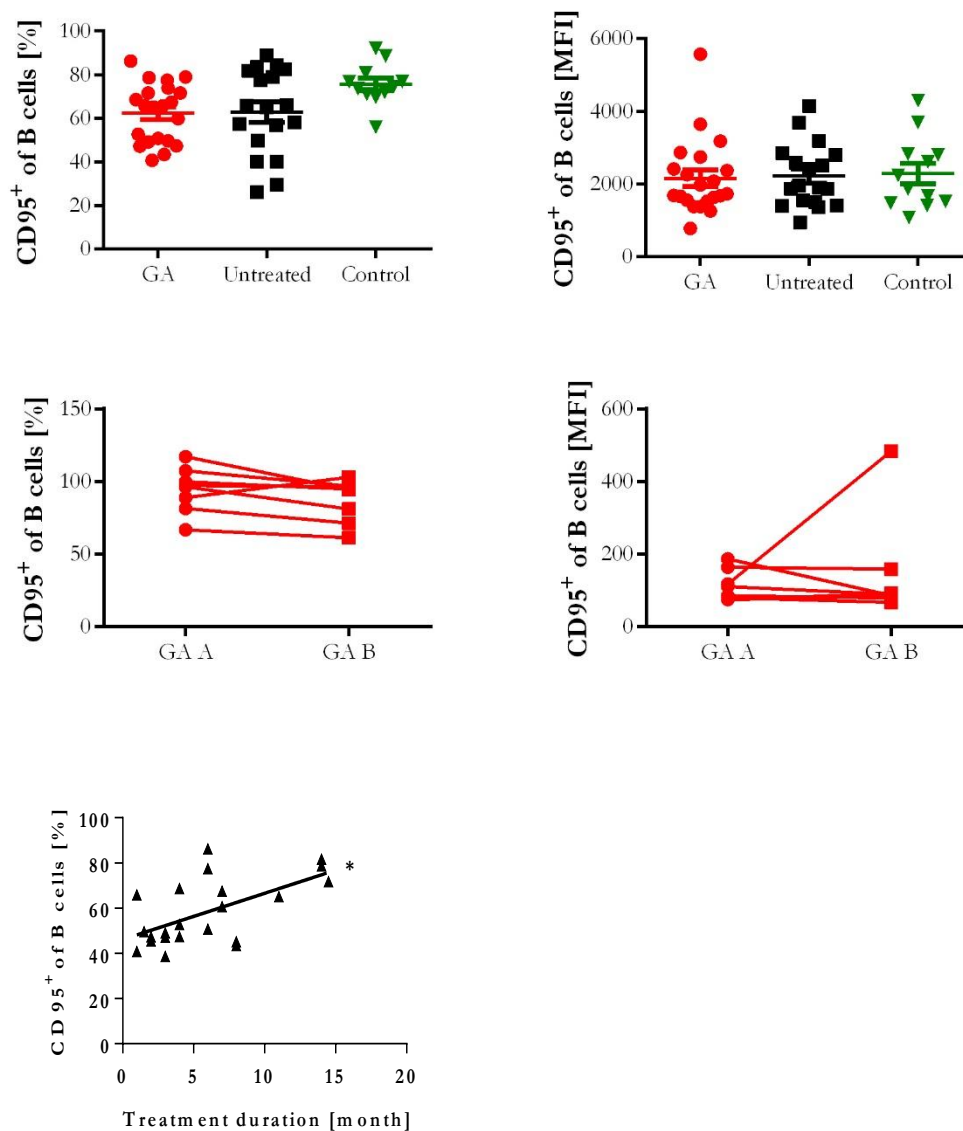 CD95⁺ of B cells [%]
100
80
60
40
20
0
GA Untreated Control
CD95⁺ of B cells [MFI]
6000
4000
2000
0
GA Untreated Control
CD95⁺ of B cells [%]
150
100
50
0
GA A GA B
CD95⁺ of B cells [MFI]
600
400
200
0
GA A GA B
CD95⁺ of B cells [%]
100
80
60
40
20
0
*
0 5 10 15 20
Treatment duration [month]